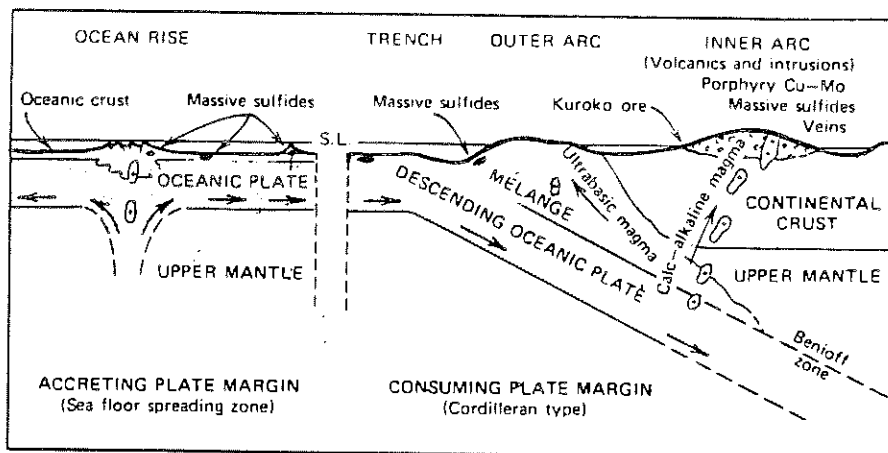 OCEAN RISE
TRENCH
OUTER ARC
INNER ARC
(Volcanics and intrusions)
Porphyry Cu-Mo
Massive sulfides
Veins
Oceanic crust
Massive sulfides
Massive sulfides
Kuroko ore
S.L.
OCEANIC PLATE
UPPER MANTLE
MÉLANGE
DESCENDING OCEANIC PLATE
Ultrabasic magma
Calc-alkaline magma
CONTINENTAL
CRUST
UPPER MANTLE
Benioff
zone
ACCRETING PLATE MARGIN
(Sea floor spreading zone)
CONSUMING PLATE MARGIN
(Cordilleran type)